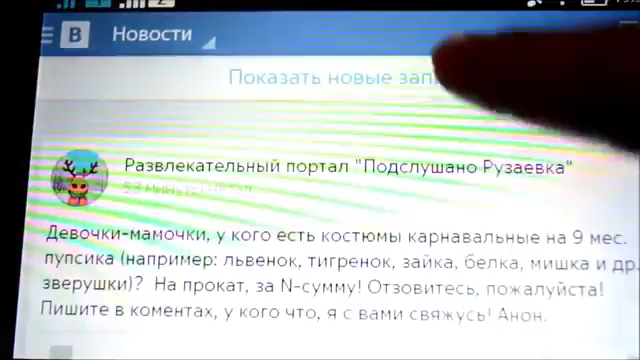 В Новости
Показать новые зап
Развлекательный портал "Подслушано Рузаевка"
Девочки-мамочки, у кого есть костюмы карнавальные на 9 мес.
пупсика (например: львенок, тигренок, зайка, белка, мишка и др.
зверушки)? На прокат, за N-сумму! Отзовитесь, пожалуйста!
Пишите в коментах, у кого что, я с вами свяжусь! Анон.